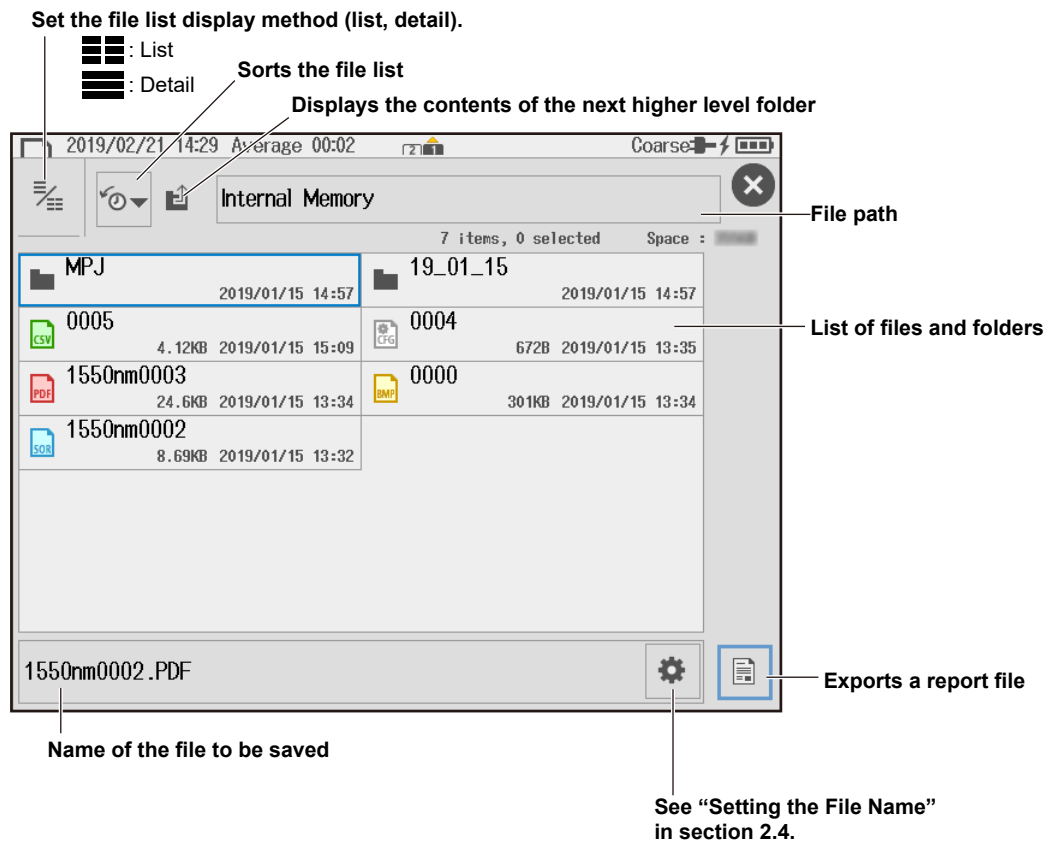 Set the file list display method (list, detail).
: List
: Detail
Sorts the file list
Displays the contents of the next higher level folder
2019/02/21 14:29 Average 00:02 2 1 Coarse
Internal Memory
File path
7 items, 0 selected Space :
MPJ
2019/01/15 14:57
19_01_15
2019/01/15 14:57
CSV
0005
4.12KB 2019/01/15 15:09
CFG
0004
672B 2019/01/15 13:35
List of files and folders
PDF
1550nm0003
24.6KB 2019/01/15 13:34
BMP
0000
301KB 2019/01/15 13:34
SOR
1550nm0002
8.69KB 2019/01/15 13:32
1550nm0002.PDF
Exports a report file
Name of the file to be saved
See “Setting the File Name”
in section 2.4.